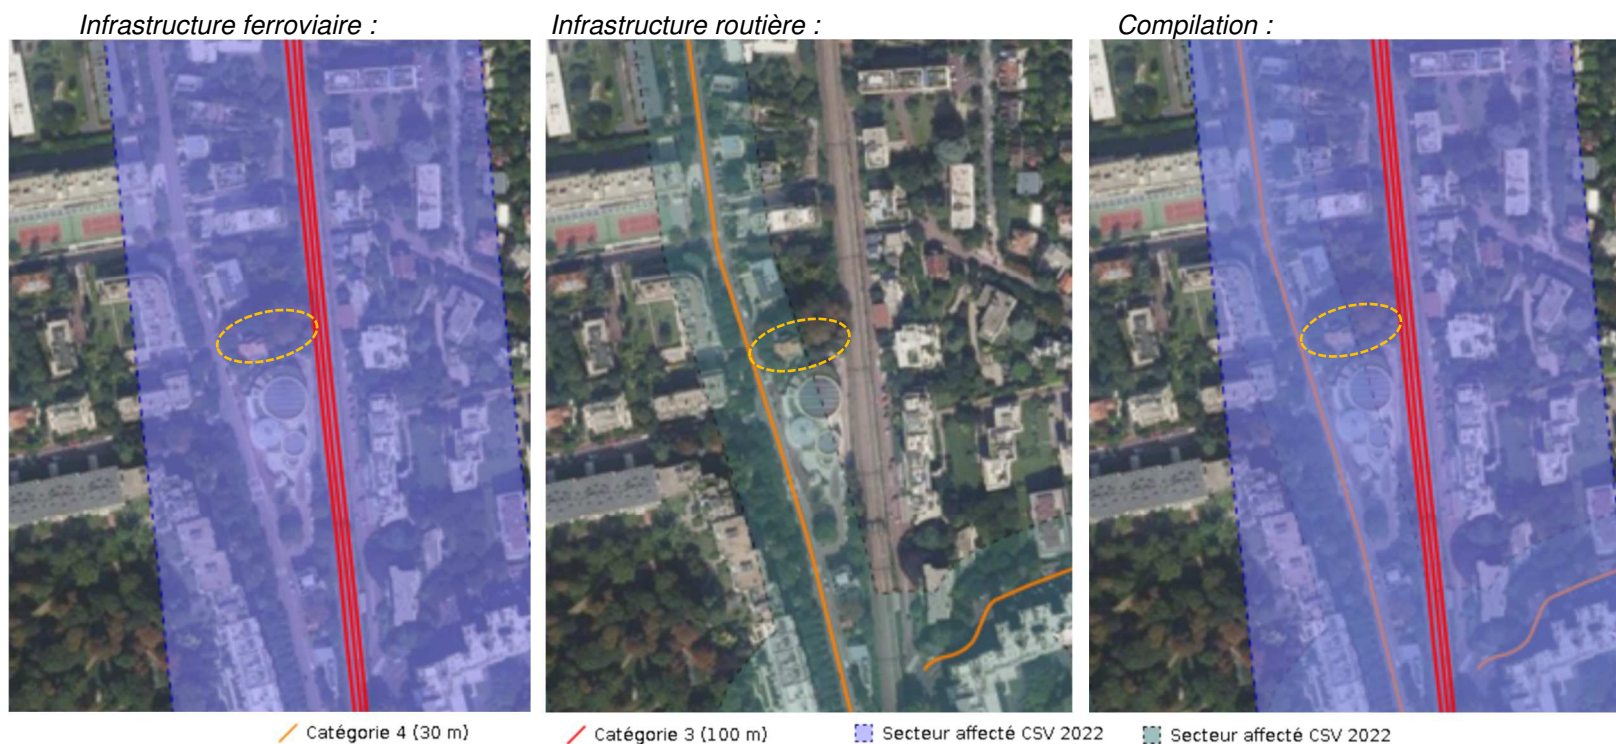 Infrastructure ferroviaire :
Infrastructure routière :
Compilation :
Catégorie 4 (30 m)
Catégorie 3 (100 m)
Secteur affecté CSV 2022
Secteur affecté CSV 2022